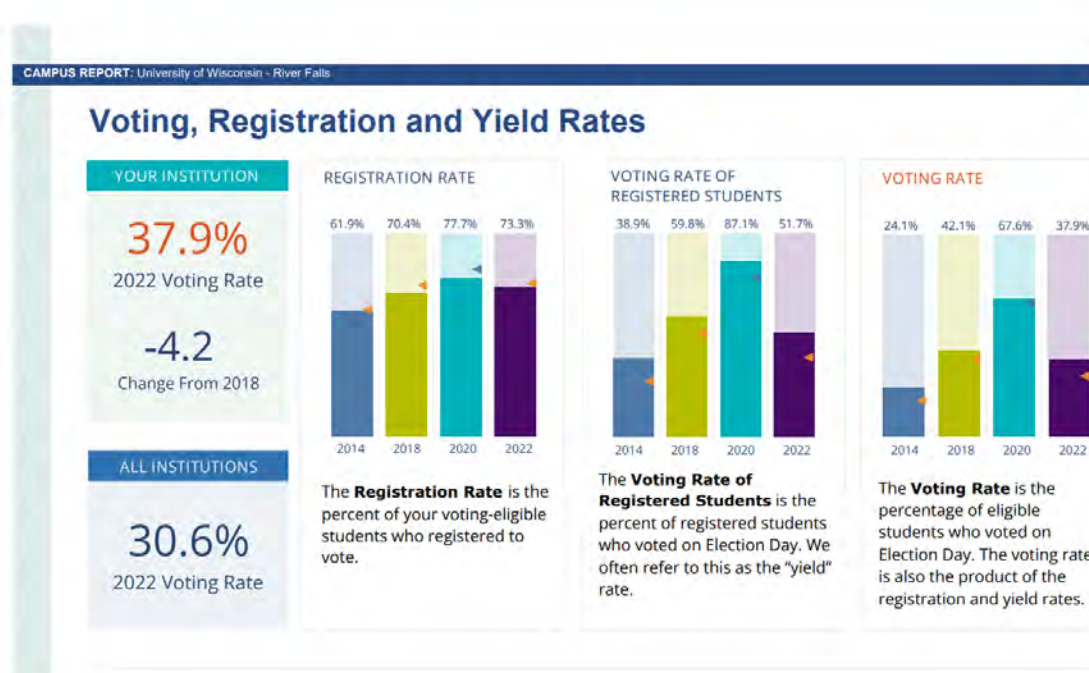 CAMPUS REPORT: University of Wisconsin - River Falls
Voting, Registration and Yield Rates
YOUR INSTITUTION
37.9%
2022 Voting Rate
-4.2
Change From 2018
ALL INSTITUTIONS
30.6%
2022 Voting Rate
REGISTRATION RATE
61.9% 70.4% 77.7% 73.3%
2014 2018 2020 2022
The Registration Rate is the
percent of your voting-eligible
students who registered to
vote.
VOTING RATE OF
REGISTERED STUDENTS
38.9% 59.8% 87.1% 51.7%
2014 2018 2020 2022
The Voting Rate of
Registered Students is the
percent of registered students
who voted on Election Day. We
often refer to this as the “yield”
rate.
VOTING RATE
24.1% 42.1% 67.6% 37.9%
2014 2018 2020 2022
The Voting Rate is the
percentage of eligible
students who voted on
Election Day. The voting rate
is also the product of the
registration and yield rates.